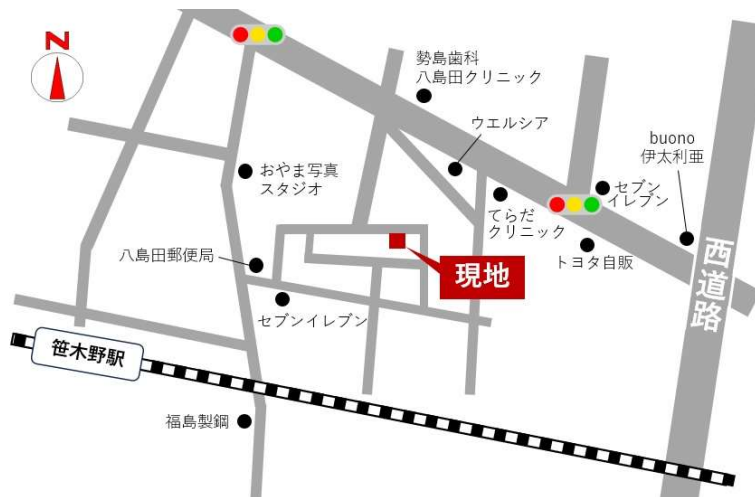 N
勢島歯科
八島田クリニック
ウエルシア
buono
伊太利亜
おやま写真
スタジオ
セブン
イレブン
てらだ
クリニック
トヨタ自販
西道路
八島田郵便局
現地
セブンイレブン
笹木野駅
福島製鋼